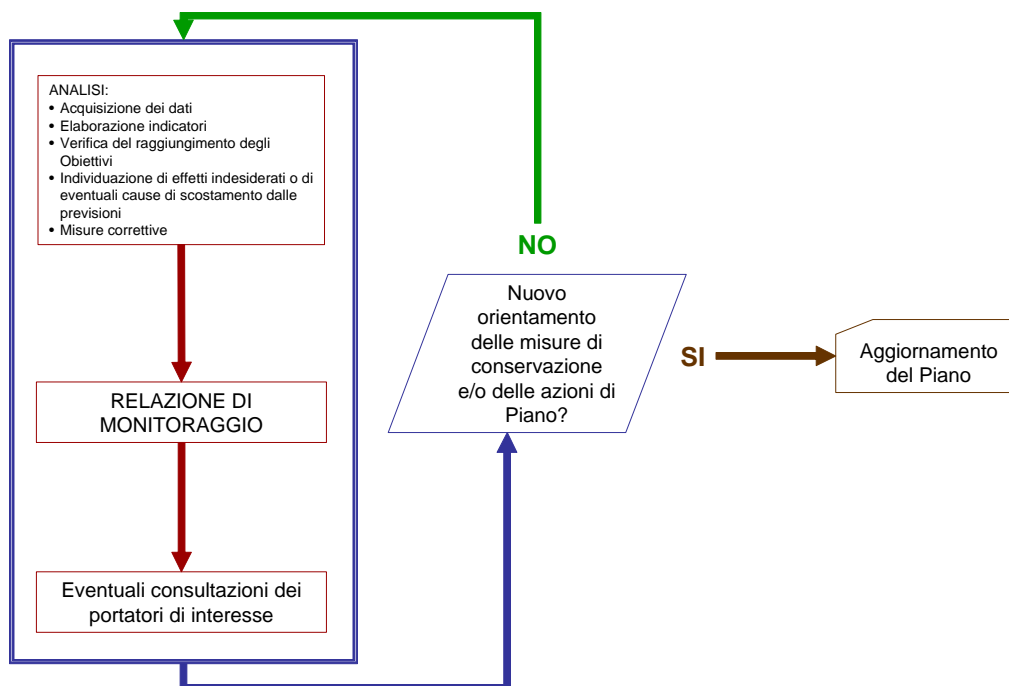 ANALISI:
• Acquisizione dei dati
• Elaborazione indicatori
• Verifica del raggiungimento degli
Obiettivi
• Individuazione di effetti indesiderati o di
eventuali cause di scostamento dalle
previsioni
• Misure correttive
RELAZIONE DI
MONITORAGGIO
Eventuali consultazioni dei
portatori di interesse
NO
Nuovo
orientamento
delle misure di
conservazione
e/o delle azioni di
Piano?
SI
Aggiornamento
del Piano